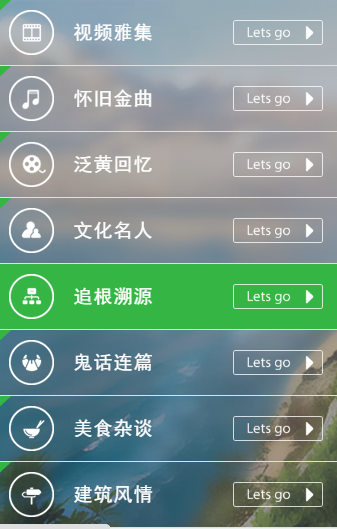 视频雅集 Lets go
怀旧金曲 Lets go
泛黄回忆 Lets go
文化名人 Lets go
追根溯源 Lets go
鬼话连篇 Lets go
美食杂谈 Lets go
建筑风情 Lets go